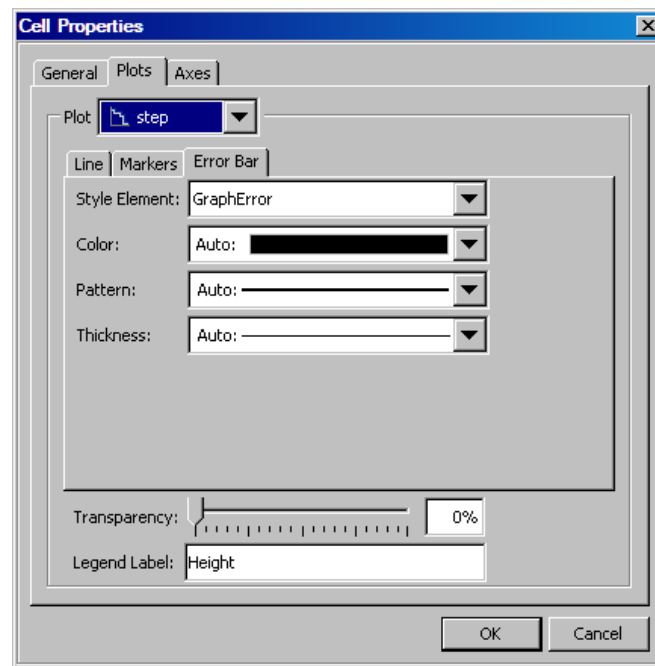 Cell Properties
General Plots Axes
Plot step
Line Markers Error Bar
Style Element: GraphError
Color: Auto:
Pattern: Auto:
Thickness: Auto:
Transparency: 0%
Legend Label: Height
OK Cancel